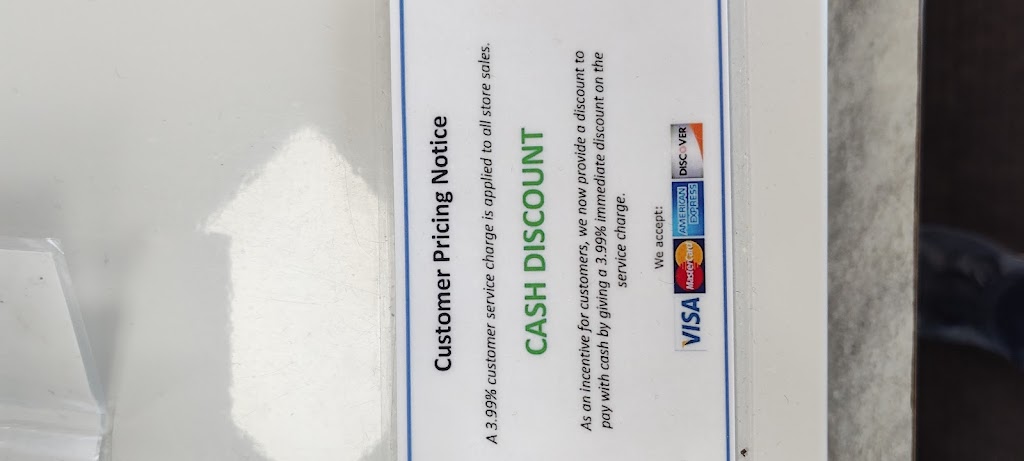 Customer Pricing Notice
A 3.99% customer service charge is applied to all store sales.
CASH DISCOUNT
As an incentive for customers, we now provide a discount to
pay with cash by giving a 3.99% immediate discount on the
service charge.
We accept:
VISA MasterCard AMERICAN EXPRESS DISCOVER